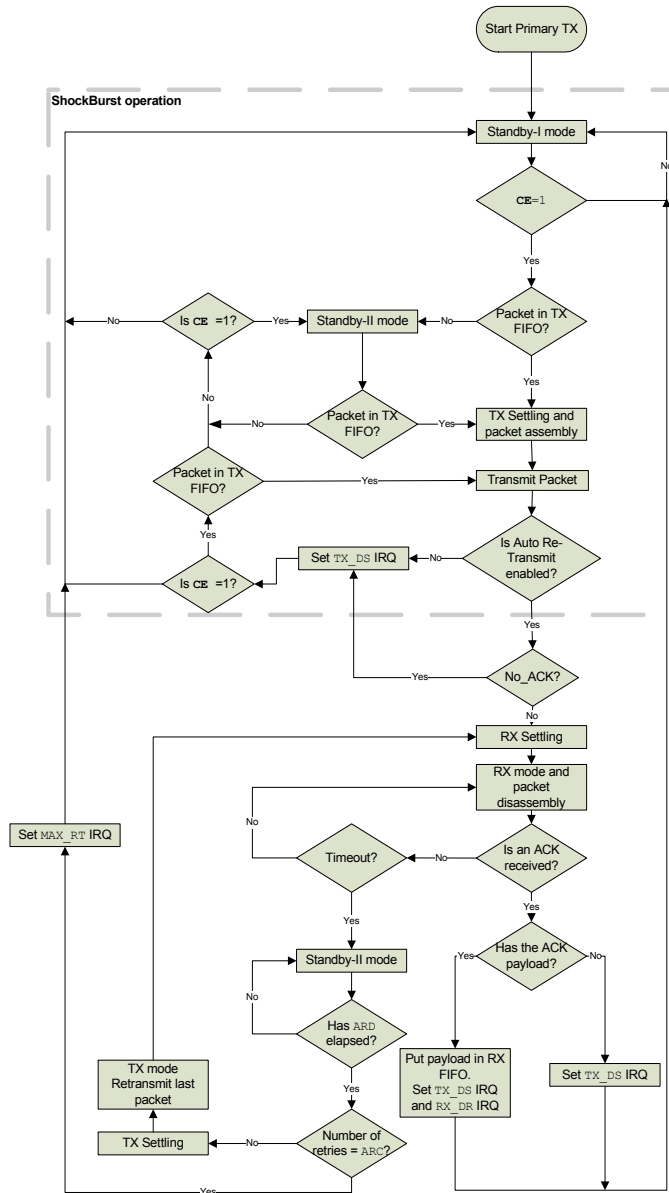 Start Primary TX
ShockBurst operation
Standby-I mode
No
CE=1
Yes
Is CE =1?
No
Yes
Standby-II mode
No
Packet in TX
FIFO?
Yes
No
Packet in TX
FIFO?
No
Yes
TX Settling and
packet assembly
Packet in TX
FIFO?
Yes
Transmit Packet
Yes
Is CE =1?
Set TX_DS IRQ
No
Is Auto Re-
Transmit
enabled?
Yes
Yes
No_ACK?
No
RX Settling
RX mode and
packet
disassembly
Set MAX_RT IRQ
No
Timeout?
No
Is an ACK
received?
Yes
Yes
Standby-II mode
Yes
Has the ACK
payload?
No
No
Has ARD
elapsed?
Yes
TX mode
Retransmit last
packet
Put payload in RX
FIFO.
Set TX_DS IRQ
and RX_DR IRQ
Set TX_DS IRQ
TX Settling
No
Number of
retries = ARC?
Yes